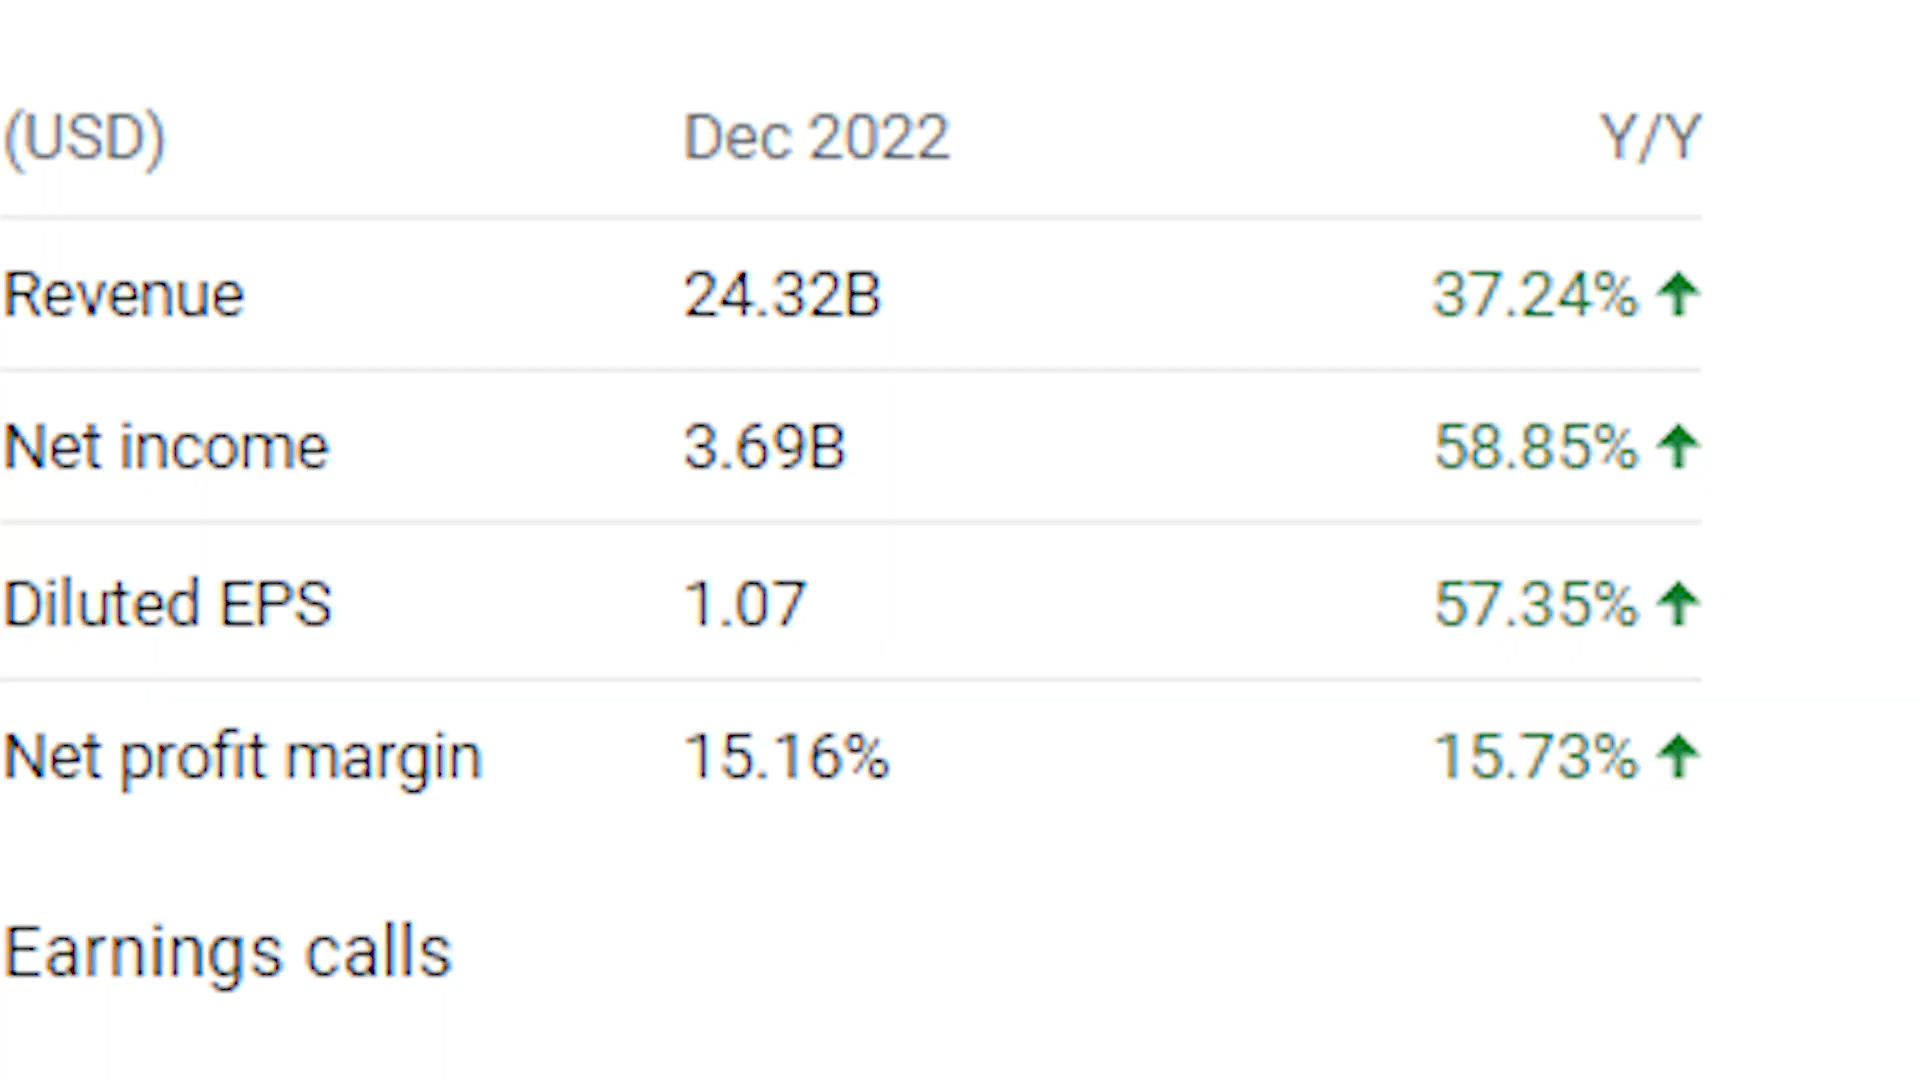 (USD) Dec 2022 Y/Y
Revenue 24.32B 37.24%
Net income 3.69B 58.85%
Diluted EPS 1.07 57.35%
Net profit margin 15.16% 15.73%
Earnings calls